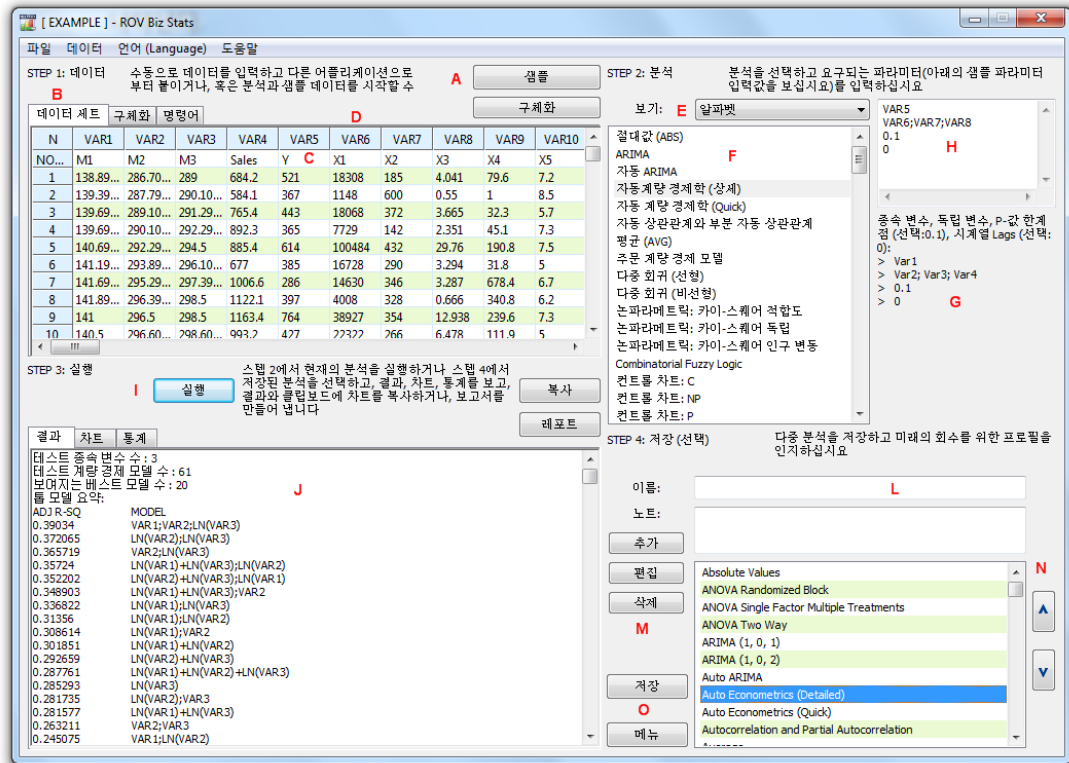 [ EXAMPLE ] - ROV Biz Stats
파일 데이터 언어 (Language) 도움말
STEP 1: 데이터
수동으로 데이터를 입력하고 다른 어플리케이션으로
부터 붙이거나, 혹은 분석과 샘플 데이터를 시작할 수
A
샘플
구체화
B
데이터 세트 구체화 명령어
D
N VAR1 VAR2 VAR3 VAR4 VAR5 VAR6 VAR7 VAR8 VAR9 VAR10
NO... M1 M2 M3 Sales Y C X1 X2 X3 X4 X5
1 138.89... 286.70... 289 684.2 521 18308 185 4.041 79.6 7.2
2 139.39... 287.79... 290.10... 584.1 367 1148 600 0.55 1 8.5
3 139.69... 289.10... 291.29... 765.4 443 18068 372 3.665 32.3 5.7
4 139.69... 290.10... 292.29... 892.3 365 7729 142 2.351 45.1 7.3
5 140.69... 292.29... 294.5 885.4 614 100484 432 29.76 190.8 7.5
6 141.19... 293.89... 296.10... 677 385 16728 290 3.294 31.8 5
7 141.69... 295.29... 297.39... 1006.6 286 14630 346 3.287 678.4 6.7
8 141.89... 296.39... 298.5 1122.1 397 4008 328 0.666 340.8 6.2
9 141 296.5 298.5 1163.4 764 38927 354 12.938 239.6 7.3
10 140.5 296.60... 298.60... 993.2 427 22322 266 6.478 111.9 5
STEP 3: 실행
I
실행
스텝 2에서 현재의 분석을 실행하거나 스텝 4에서
저장된 분석을 선택하고, 결과, 차트, 통계를 보고,
결과와 클립보드에 차트를 복사하거나, 보고서를
만들어 냅니다
복사
레포트
결과 차트 통계
테스트 종속 변수 수 : 3
테스트 계량 경제 모델 수 : 61
보여지는 베스트 모델 수 : 20
톱 모델 요약:
J
ADJ R-SQ MODEL
0.39034 VAR1;VAR2;LN(VAR3)
0.372065 LN(VAR2);LN(VAR3)
0.365719 VAR2;LN(VAR3)
0.35724 LN(VAR1)+LN(VAR3);LN(VAR2)
0.352202 LN(VAR2)+LN(VAR3);LN(VAR1)
0.348903 LN(VAR1)+LN(VAR3);VAR2
0.336822 LN(VAR1);LN(VAR3)
0.31356 LN(VAR1);LN(VAR2)
0.308614 LN(VAR1);VAR2
0.301851 LN(VAR1)+LN(VAR2)
0.292659 LN(VAR2)+LN(VAR3)
0.287761 LN(VAR1)+LN(VAR2)+LN(VAR3)
0.285293 LN(VAR3)
0.281735 LN(VAR2);VAR3
0.281577 LN(VAR1)+LN(VAR3)
0.263211 VAR2;VAR3
0.245075 VAR1;LN(VAR2)
STEP 2: 분석
분석을 선택하고 요구되는 파라미터(아래의 샘플 파라미터
입력값을 보십시요)를 입력하십시요
보기: E 알파벳
절대값 (ABS)
F
ARIMA
자동 ARIMA
자동계량 경제학 (상세)
자동 계량 경제학 (Quick)
자동 상관관계와 부분 자동 상관관계
평균 (AVG)
주문 계량 경제 모델
다중 회귀 (선형)
다중 회귀 (비선형)
논파라메트릭: 카이-스퀘어 적합도
논파라메트릭: 카이-스퀘어 독립
논파라메트릭: 카이-스퀘어 인구 변동
Combinatorial Fuzzy Logic
컨트롤 차트: C
컨트롤 차트: NP
컨트롤 차트: P
VAR5
VAR6;VAR7;VAR8
0.1
0
H
종속 변수, 독립 변수, P-값 한계
점 (선택:0.1), 시계열 Lags (선택:
0):
> Var1
> Var2; Var3; Var4
> 0.1
> 0
G
STEP 4: 저장 (선택)
다중 분석을 저장하고 미래의 회수를 위한 프로필을
인지하십시요
이름:
L
노트:
추가
편집
삭제
M
저장
O
메뉴
Absolute Values
ANOVA Randomized Block
ANOVA Single Factor Multiple Treatments
ANOVA Two Way
ARIMA (1, 0, 1)
ARIMA (1, 0, 2)
Auto ARIMA
Auto Econometrics (Detailed)
Auto Econometrics (Quick)
Autocorrelation and Partial Autocorrelation
Average
N